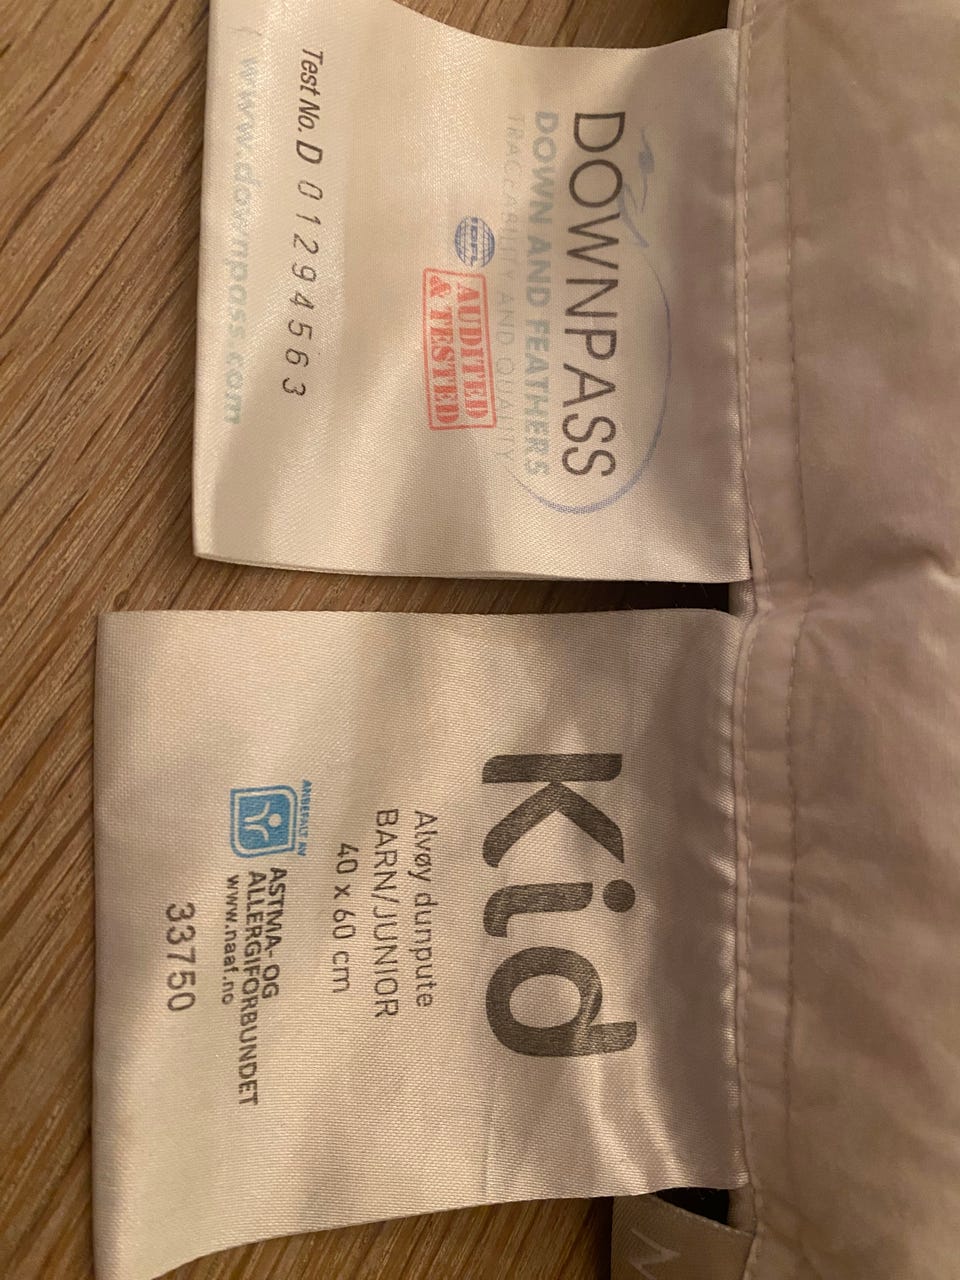 DOWNPASS
DOWN AND FEATHERS
TRACEABILITY AND QUALITY
IDFL
AUDITED
& TESTED
Test No. D 01294563
www.downpass.com
Kid
Alvøy dunpute
BARN/JUNIOR
40 x 60 cm
ANBEFALT AV
ASTMA- OG
ALLERGIFORBUNDET
www.naaf.no
33750